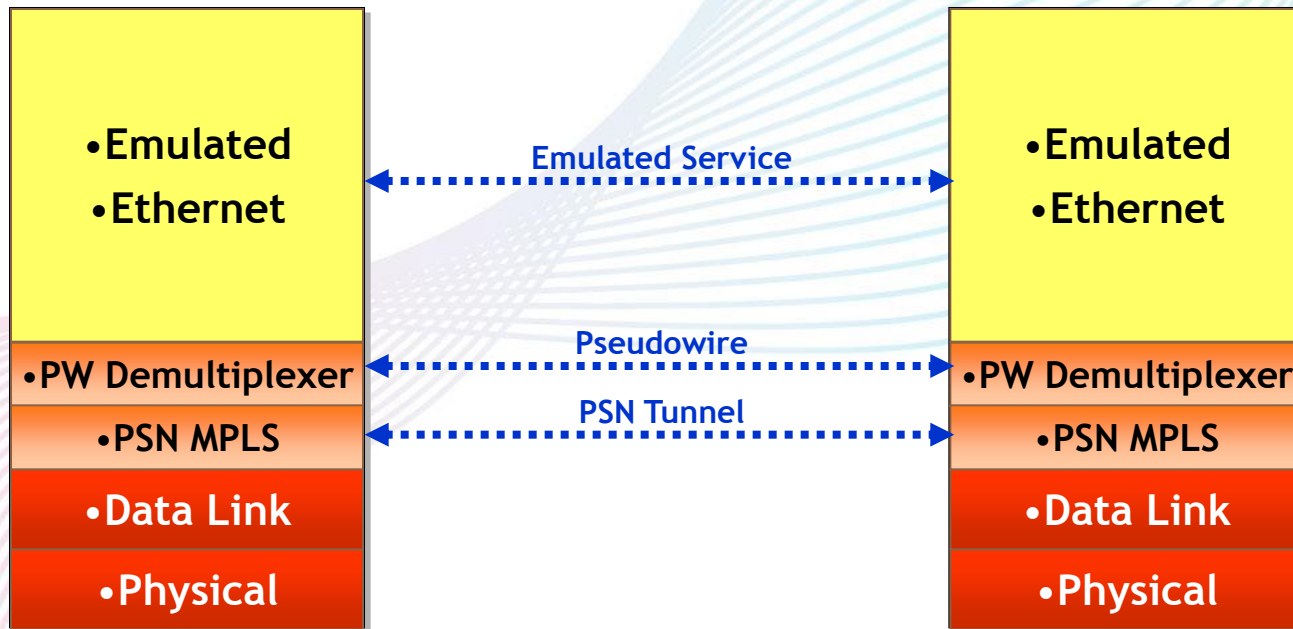 •Emulated
•Ethernet
•PW Demultiplexer
•PSN MPLS
•Data Link
•Physical
Emulated Service
Pseudowire
PSN Tunnel
•Emulated
•Ethernet
•PW Demultiplexer
•PSN MPLS
•Data Link
•Physical